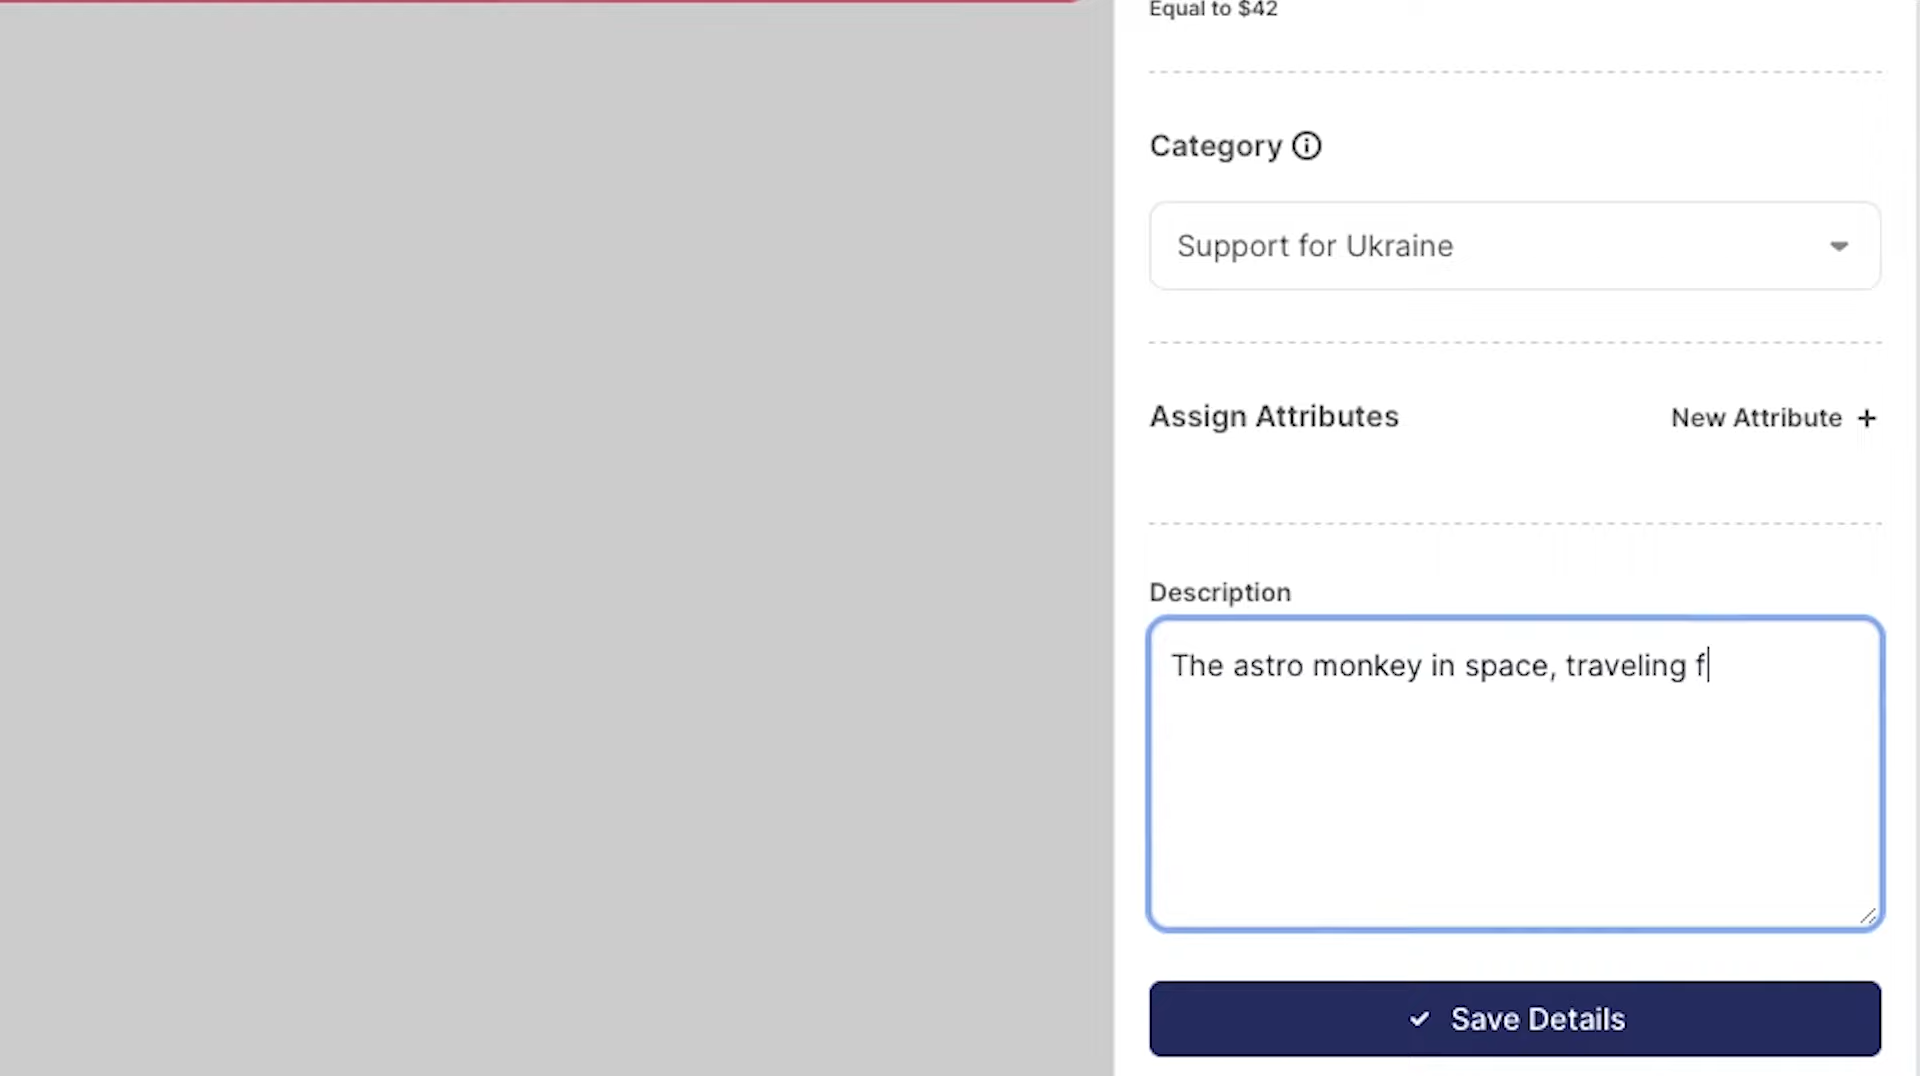 Equal to $42
Category
Support for Ukraine
Assign Attributes
New Attribute +
Description
The astro monkey in space, traveling f
Save Details